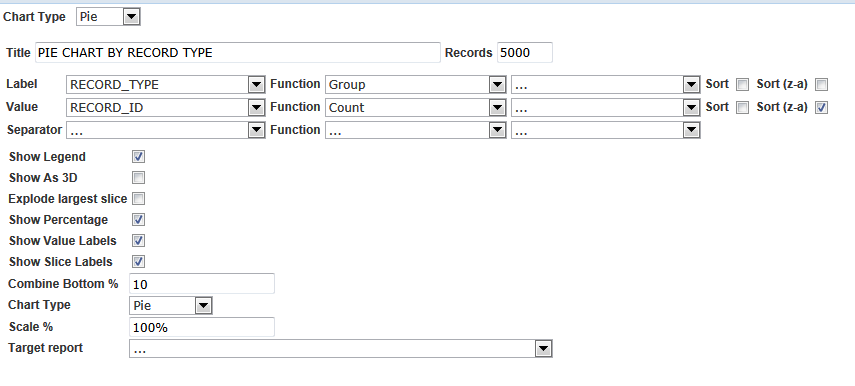 Chart Type Pie
Title PIE CHART BY RECORD TYPE Records 5000
Label RECORD_TYPE Function Group ... Sort Sort (z-a)
Value RECORD_ID Function Count ... Sort Sort (z-a)
Separator ... Function ... ...
Show Legend
Show As 3D
Explode largest slice
Show Percentage
Show Value Labels
Show Slice Labels
Combine Bottom % 10
Chart Type Pie
Scale % 100%
Target report ...